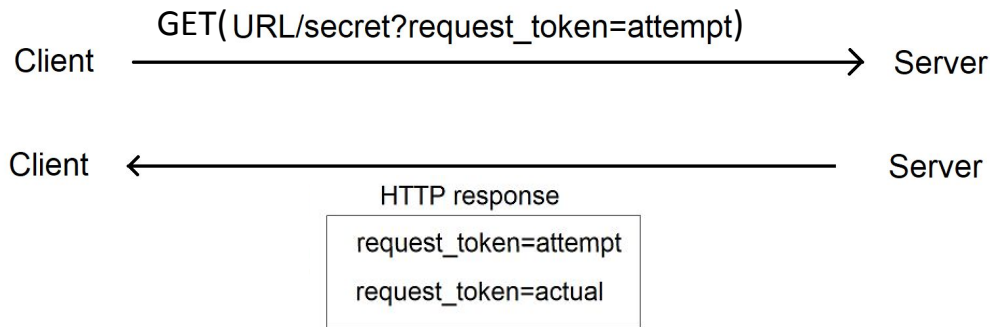 GET(URL/secret?request_token=attempt)
Client Server
Client Server
HTTP response
request_token=attempt
request_token=actual